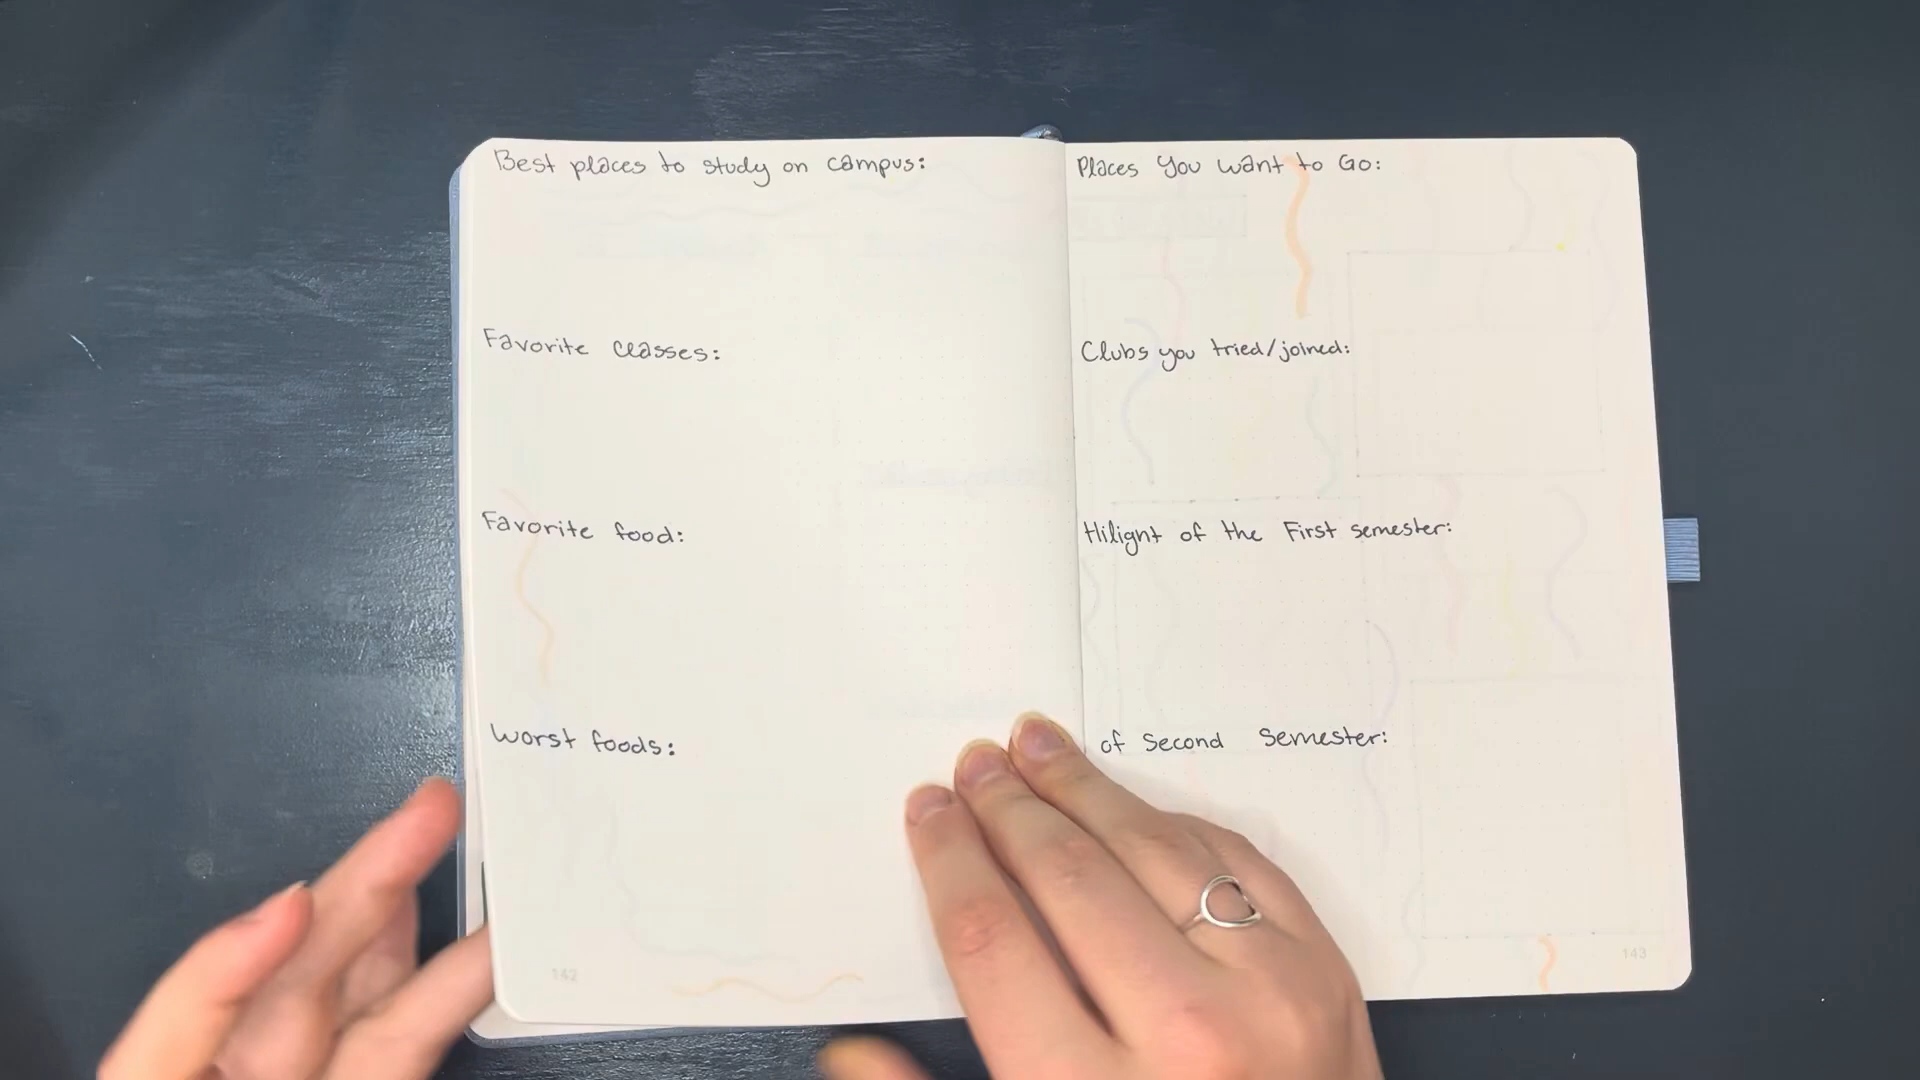 Best places to study on campus:
Favorite classes:
Favorite food:
Worst foods:
142
Places You want to Go:
Clubs you tried/joined:
Hilight of the First semester:
of Second Semester:
143